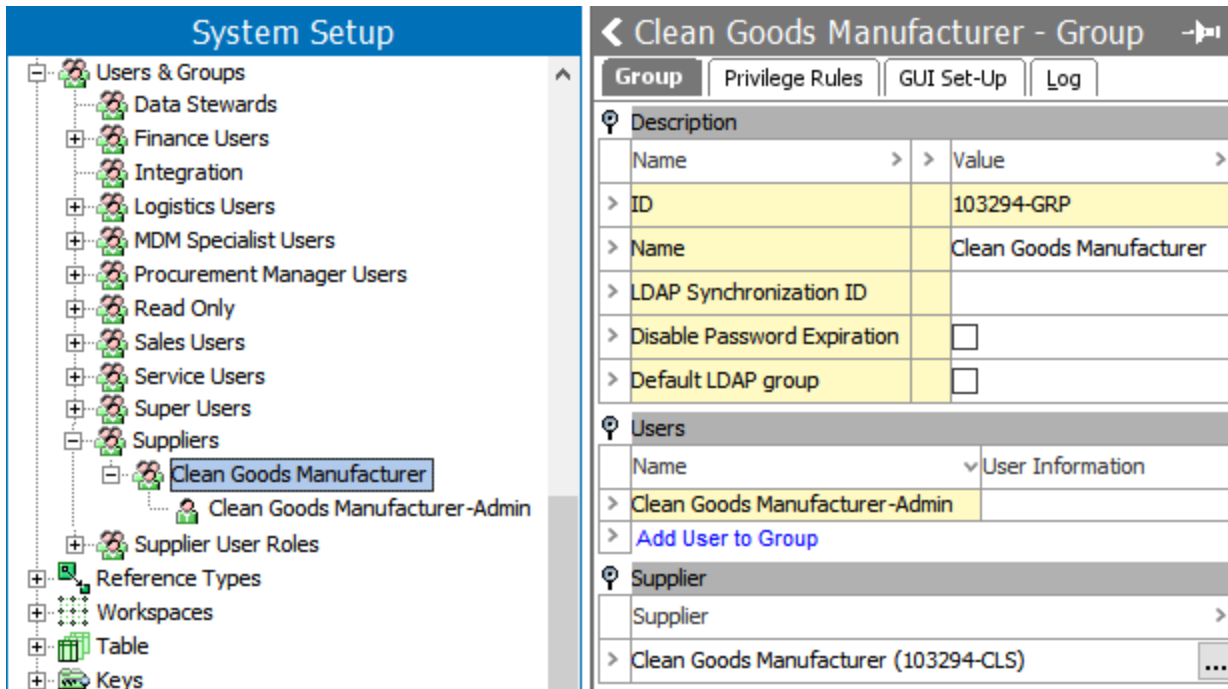 System Setup
Users & Groups
Data Stewards
Finance Users
Integration
Logistics Users
MDM Specialist Users
Procurement Manager Users
Read Only
Sales Users
Service Users
Super Users
Suppliers
Clean Goods Manufacturer
Clean Goods Manufacturer-Admin
Supplier User Roles
Reference Types
Workspaces
Table
Keys
Clean Goods Manufacturer - Group
Group Privilege Rules GUI Set-Up Log
Description
Name > > Value >
> ID 103294-GRP
> Name Clean Goods Manufacturer
> LDAP Synchronization ID
> Disable Password Expiration
> Default LDAP group
Users
Name User Information
> Clean Goods Manufacturer-Admin
> Add User to Group
Supplier
Supplier >
> Clean Goods Manufacturer (103294-CLS) ...